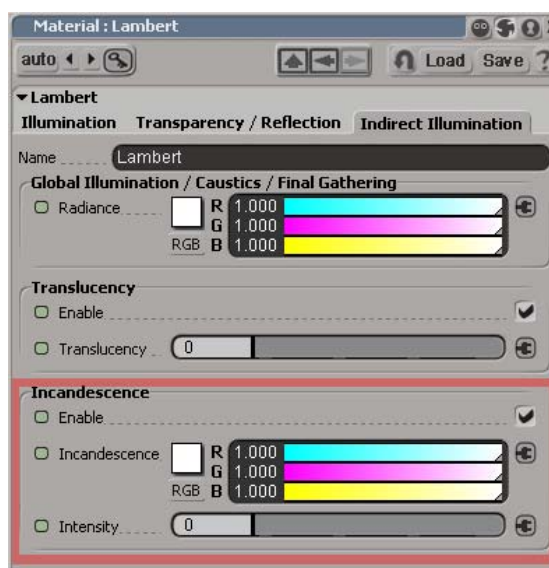 Material : Lambert
auto Load Save ?
Lambert
Illumination Transparency / Reflection Indirect Illumination
Name Lambert
Global Illumination / Caustics / Final Gathering
Radiance R 1.000
G 1.000
RGB B 1.000
Translucency
Enable
Translucency 0
Incandescence
Enable
Incandescence R 1.000
G 1.000
RGB B 1.000
Intensity 0